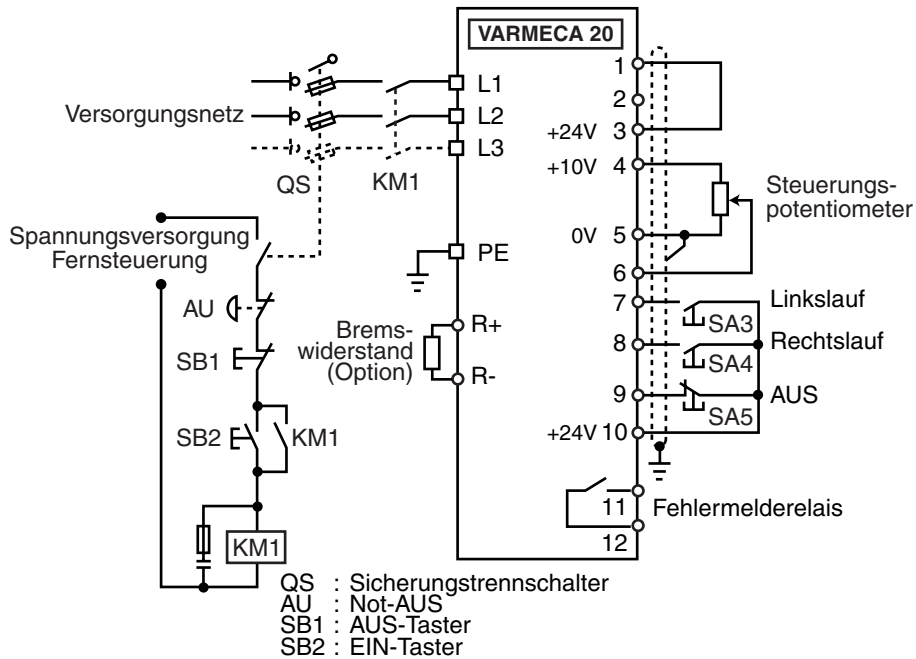 VARMECA 20
L1
L2
L3
Versorgungsnetz
QS
KM1
PE
R+
R-
Brems-
widerstand
(Option)
1
2
+24V 3
+10V 4
0V 5
6
7
8
9
+24V 10
11
12
Steuerungs-
potentiometer
Linkslauf
SA3
Rechtslauf
SA4
AUS
SA5
Fehlermelderelais
Spannungsversorgung
Fernsteuerung
AU
SB1
SB2
KM1
KM1
QS : Sicherungstrennschalter
AU : Not-AUS
SB1 : AUS-Taster
SB2 : EIN-Taster